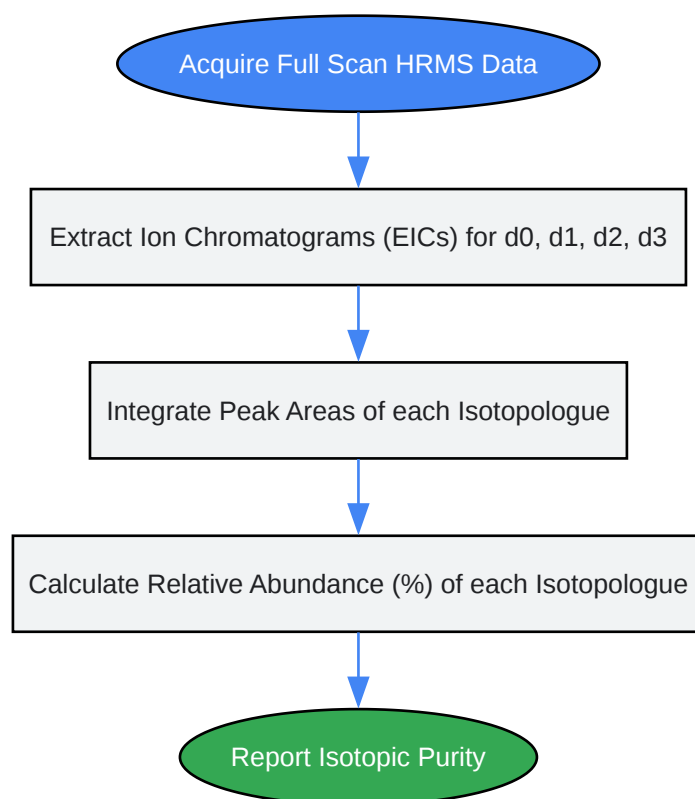 Acquire Full Scan HRMS Data
Extract Ion Chromatograms (EICs) for d0, d1, d2, d3
Integrate Peak Areas of each Isotopologue
Calculate Relative Abundance (%) of each Isotopologue
Report Isotopic Purity